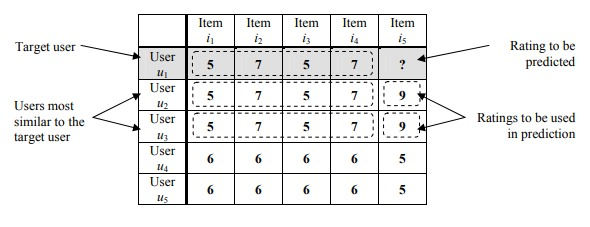 Item Item Item Item Item
i1 i2 i3 i4 i5
Target user
User u1 5 7 5 7 ?
Rating to be
predicted
User u2 5 7 5 7 9
Users most
similar to the
target user
User u3 5 7 5 7 9
Ratings to be used
in prediction
User u4 6 6 6 6 5
User u5 6 6 6 6 5